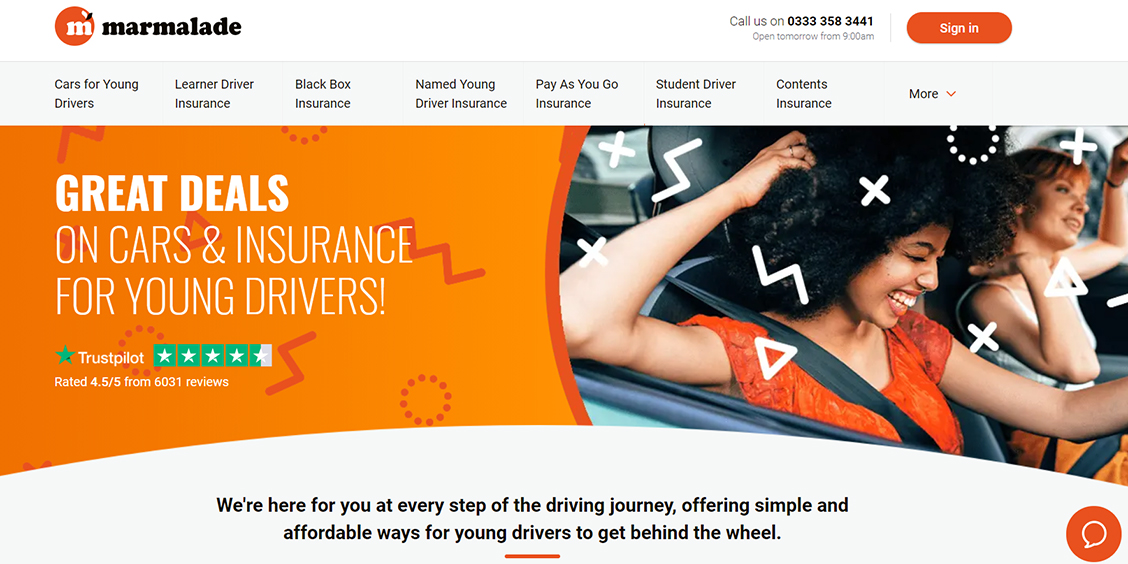 marmalade
Call us on 0333 358 3441
Open tomorrow from 9:00am
Sign in
Cars for Young
Drivers
Learner Driver
Insurance
Black Box
Insurance
Named Young
Driver Insurance
Pay As You Go
Insurance
Student Driver
Insurance
Contents
Insurance
More
GREAT DEALS
ON CARS & INSURANCE
FOR YOUNG DRIVERS!
Trustpilot
Rated 4.5/5 from 6031 reviews
We're here for you at every step of the driving journey, offering simple and
affordable ways for young drivers to get behind the wheel.